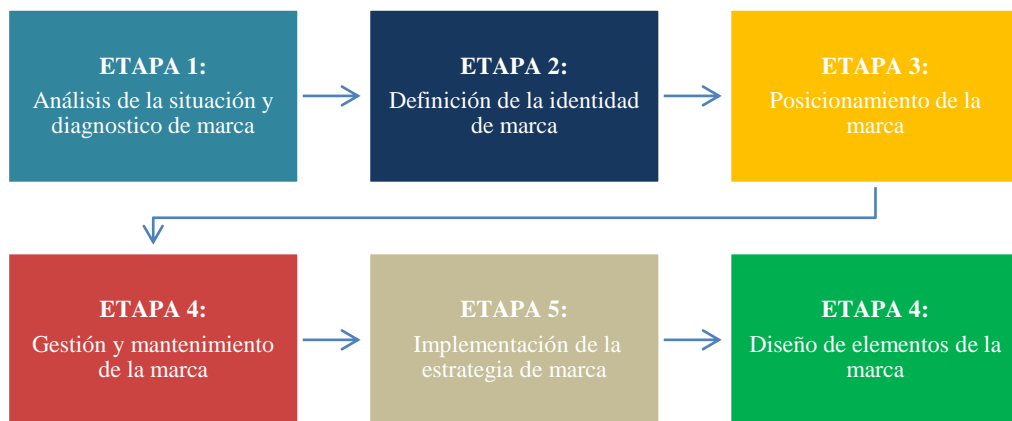 ETAPA 1:
Análisis de la situación y
diagnostico de marca
ETAPA 2:
Definición de la identidad
de marca
ETAPA 3:
Posicionamiento de la
marca
ETAPA 4:
Gestión y mantenimiento
de la marca
ETAPA 5:
Implementación de la
estrategia de marca
ETAPA 4:
Diseño de elementos de la
marca